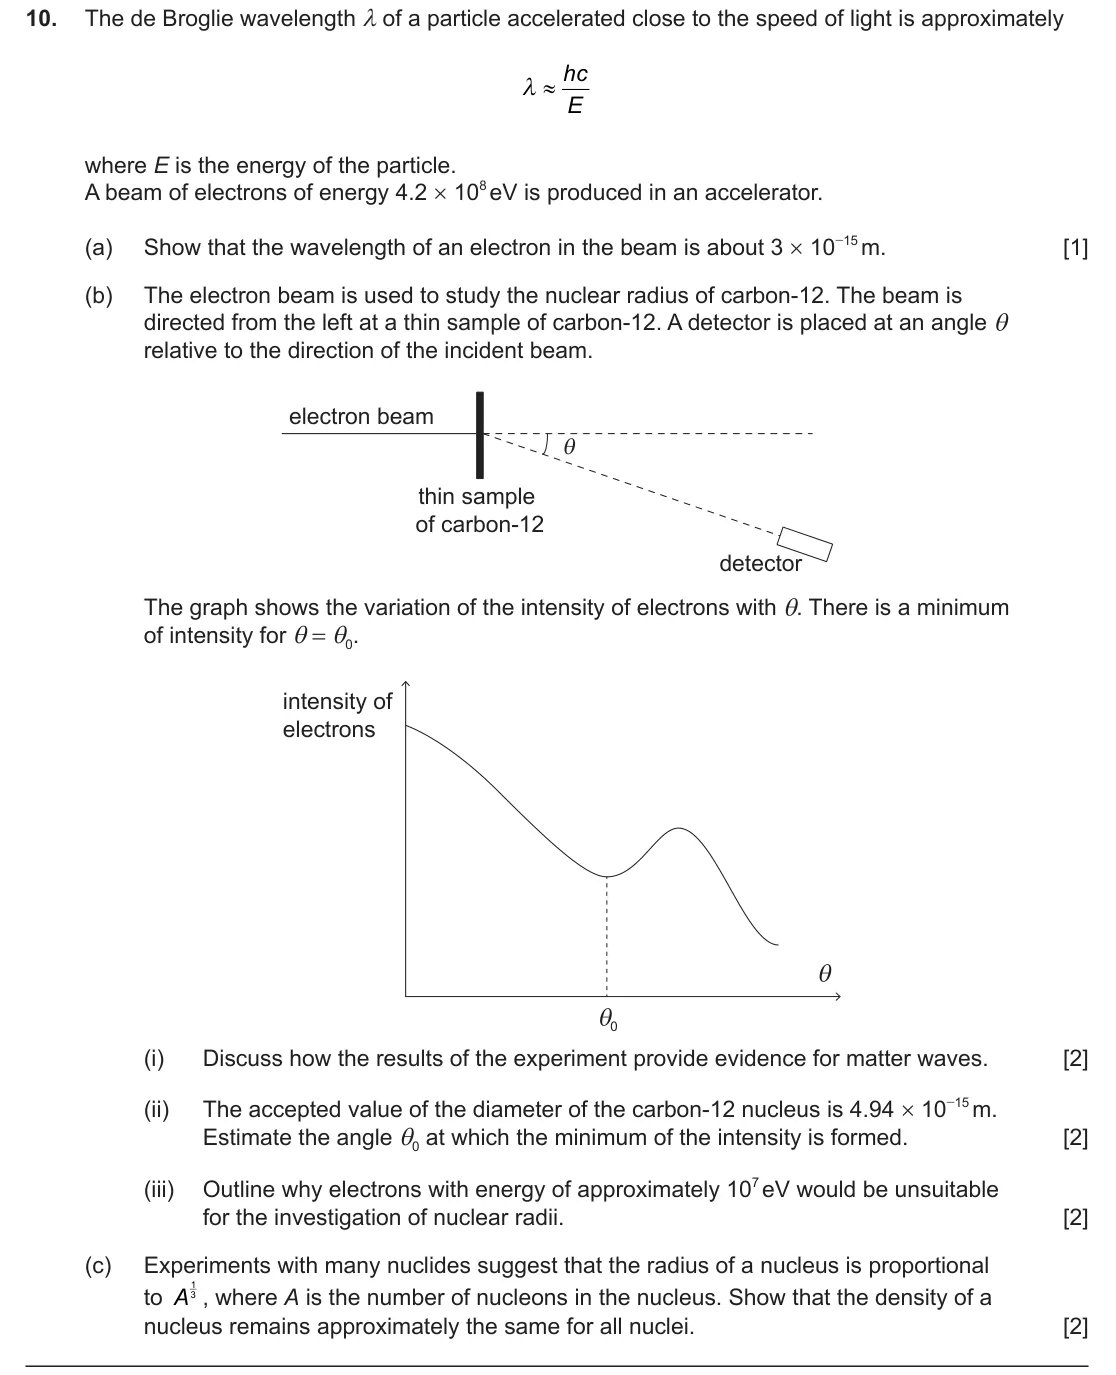 10. The de Broglie wavelength λ of a particle accelerated close to the speed of light is approximately
λ ≈ hc/E
where E is the energy of the particle.
A beam of electrons of energy 4.2 × 10⁸ eV is produced in an accelerator.
(a) Show that the wavelength of an electron in the beam is about 3 × 10⁻¹⁵ m. [1]
(b) The electron beam is used to study the nuclear radius of carbon-12. The beam is
directed from the left at a thin sample of carbon-12. A detector is placed at an angle θ
relative to the direction of the incident beam.
electron beam
θ
thin sample
of carbon-12
detector
The graph shows the variation of the intensity of electrons with θ. There is a minimum
of intensity for θ = θ₀.
intensity of
electrons
θ
θ₀
(i) Discuss how the results of the experiment provide evidence for matter waves. [2]
(ii) The accepted value of the diameter of the carbon-12 nucleus is 4.94 × 10⁻¹⁵ m.
Estimate the angle θ₀ at which the minimum of the intensity is formed. [2]
(iii) Outline why electrons with energy of approximately 10⁷ eV would be unsuitable
for the investigation of nuclear radii. [2]
(c) Experiments with many nuclides suggest that the radius of a nucleus is proportional
to A^(1/3), where A is the number of nucleons in the nucleus. Show that the density of a
nucleus remains approximately the same for all nuclei. [2]